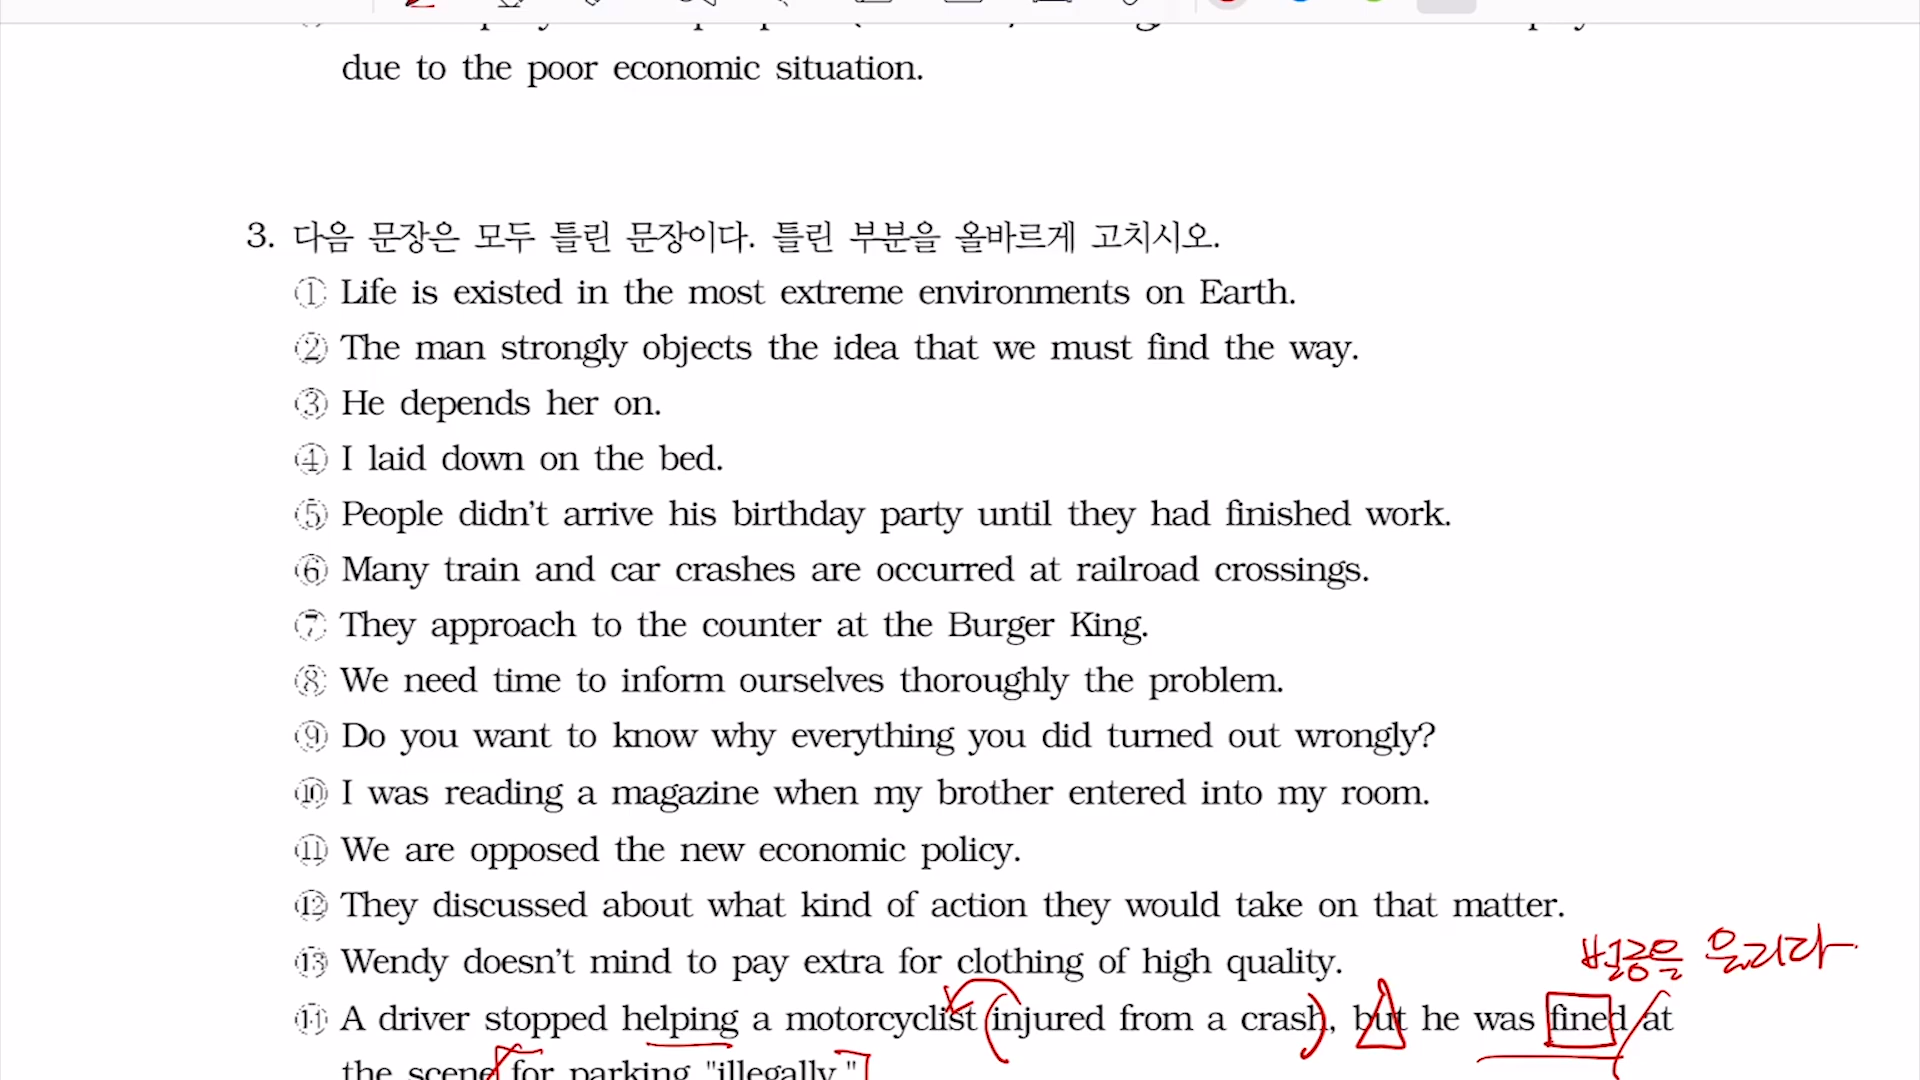 due to the poor economic situation.
3. 다음 문장은 모두 틀린 문장이다. 틀린 부분을 올바르게 고치시오.
① Life is existed in the most extreme environments on Earth.
② The man strongly objects the idea that we must find the way.
③ He depends her on.
④ I laid down on the bed.
⑤ People didn't arrive his birthday party until they had finished work.
⑥ Many train and car crashes are occurred at railroad crossings.
⑦ They approach to the counter at the Burger King.
⑧ We need time to inform ourselves thoroughly the problem.
⑨ Do you want to know why everything you did turned out wrongly?
⑩ I was reading a magazine when my brother entered into my room.
⑪ We are opposed the new economic policy.
⑫ They discussed about what kind of action they would take on that matter.
벌금을 물리다
⑬ Wendy doesn't mind to pay extra for clothing of high quality.
⑭ A driver stopped helping a motorcyclist (injured from a crash), but he was fined at
the scene for parking "illegally."